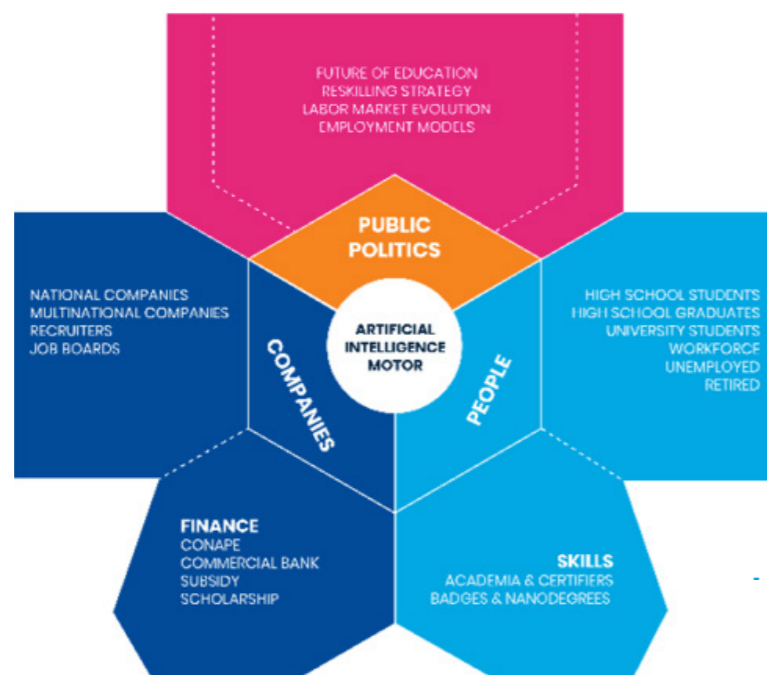 FUTURE OF EDUCATION
RESKILLING STRATEGY
LABOR MARKET EVOLUTION
EMPLOYMENT MODELS
PUBLIC
POLITICS
NATIONAL COMPANIES
MULTINATIONAL COMPANIES
RECRUITERS
JOB BOARDS
COMPANIES
ARTIFICIAL
INTELLIGENCE
MOTOR
PEOPLE
HIGH SCHOOL STUDENTS
HIGH SCHOOL GRADUATES
UNIVERSITY STUDENTS
WORKFORCE
UNEMPLOYED
RETIRED
FINANCE
CONAPE
COMMERCIAL BANK
SUBSIDY
SCHOLARSHIP
SKILLS
ACADEMIA & CERTIFIERS
BADGES & NANODEGREES
-